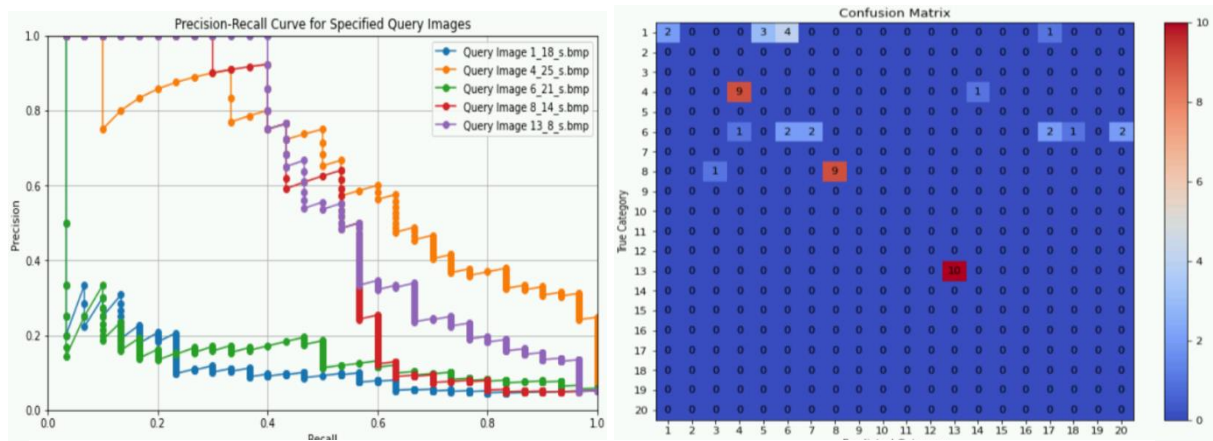 Precision-Recall Curve for Specified Query Images
1.0
0.8
0.6
0.4
0.2
0.0
Precision
0.0 0.2 0.4 0.6 0.8 1.0
Recall
Query Image 1_18_s.bmp
Query Image 4_25_s.bmp
Query Image 6_21_s.bmp
Query Image 8_14_s.bmp
Query Image 13_8_s.bmp
Confusion Matrix
True Category
1 2 0 0 0 3 4 0 0 0 0 0 0 0 0 0 0 1 0 0 0
2 0 0 0 0 0 0 0 0 0 0 0 0 0 0 0 0 0 0 0 0
3 0 0 0 0 0 0 0 0 0 0 0 0 0 0 0 0 0 0 0 0
4 0 0 0 9 0 0 0 0 0 0 0 0 0 1 0 0 0 0 0 0
5 0 0 0 0 0 0 0 0 0 0 0 0 0 0 0 0 0 0 0 0
6 0 0 0 1 0 2 2 0 0 0 0 0 0 0 0 0 2 1 0 2
7 0 0 0 0 0 0 0 0 0 0 0 0 0 0 0 0 0 0 0 0
8 0 0 1 0 0 0 0 9 0 0 0 0 0 0 0 0 0 0 0 0
9 0 0 0 0 0 0 0 0 0 0 0 0 0 0 0 0 0 0 0 0
10 0 0 0 0 0 0 0 0 0 0 0 0 0 0 0 0 0 0 0 0
11 0 0 0 0 0 0 0 0 0 0 0 0 0 0 0 0 0 0 0 0
12 0 0 0 0 0 0 0 0 0 0 0 0 0 0 0 0 0 0 0 0
13 0 0 0 0 0 0 0 0 0 0 0 0 10 0 0 0 0 0 0 0
14 0 0 0 0 0 0 0 0 0 0 0 0 0 0 0 0 0 0 0 0
15 0 0 0 0 0 0 0 0 0 0 0 0 0 0 0 0 0 0 0 0
16 0 0 0 0 0 0 0 0 0 0 0 0 0 0 0 0 0 0 0 0
17 0 0 0 0 0 0 0 0 0 0 0 0 0 0 0 0 0 0 0 0
18 0 0 0 0 0 0 0 0 0 0 0 0 0 0 0 0 0 0 0 0
19 0 0 0 0 0 0 0 0 0 0 0 0 0 0 0 0 0 0 0 0
20 0 0 0 0 0 0 0 0 0 0 0 0 0 0 0 0 0 0 0 0
1 2 3 4 5 6 7 8 9 10 11 12 13 14 15 16 17 18 19 20
10
8
6
4
2
0